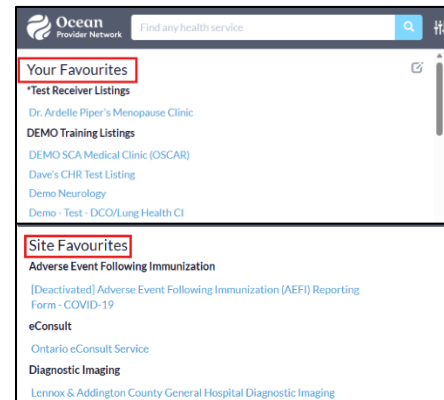 Ocean
Provider Network
Find any health service
Your Favourites
*Test Receiver Listings
Dr. Ardelle Piper's Menopause Clinic
DEMO Training Listings
DEMO SCA Medical Clinic (OSCAR)
Dave's CHR Test Listing
Demo Neurology
Demo - Test - DCO/Lung Health CI
Site Favourites
Adverse Event Following Immunization
[Deactivated] Adverse Event Following Immunization (AEFI) Reporting
Form - COVID-19
eConsult
Ontario eConsult Service
Diagnostic Imaging
Lennox & Addington County General Hospital Diagnostic Imaging